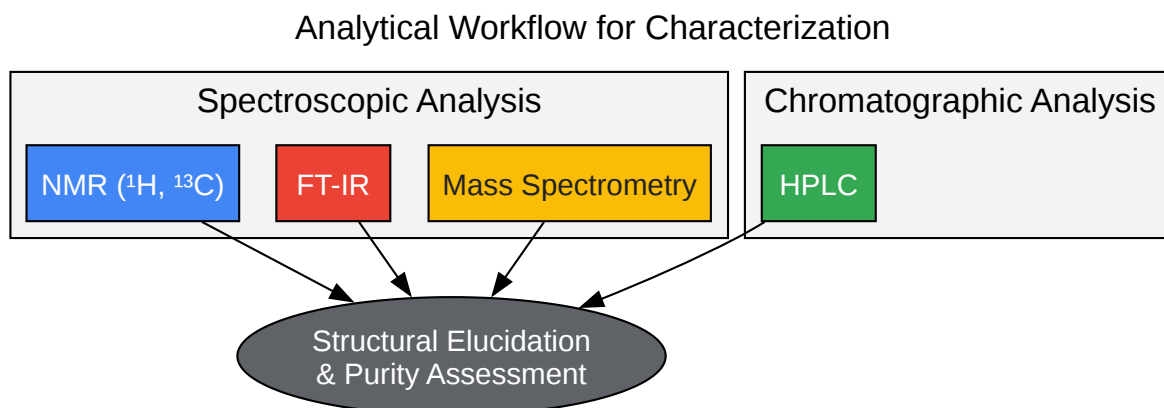 Analytical Workflow for Characterization
Spectroscopic Analysis
Chromatographic Analysis
NMR (¹H, ¹³C)
FT-IR
Mass Spectrometry
HPLC
Structural Elucidation
& Purity Assessment